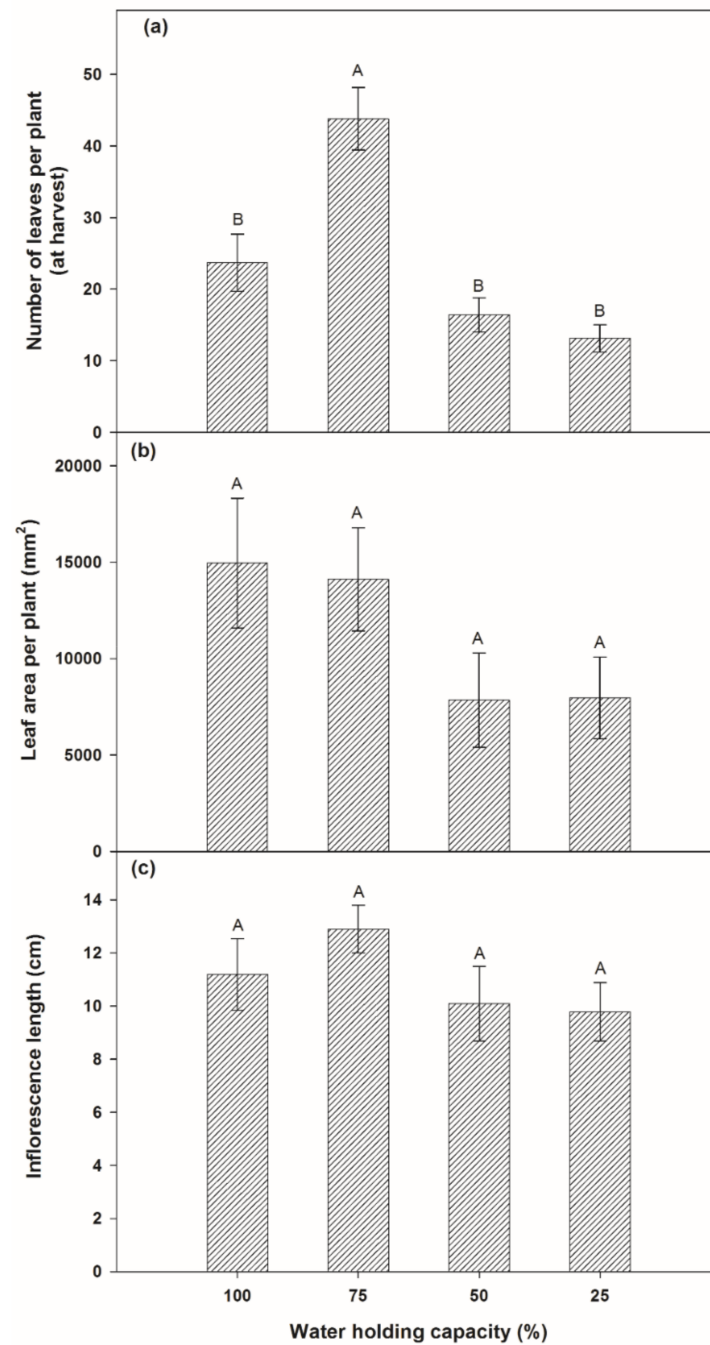 (a)
Number of leaves per plant
(at harvest)
50
40
30
20
10
0
B
A
B
B
(b)
Leaf area per plant (mm²)
20000
15000
10000
5000
0
A
A
A
A
(c)
Inflorescence length (cm)
14
12
10
8
6
4
2
0
A
A
A
A
100 75 50 25
Water holding capacity (%)